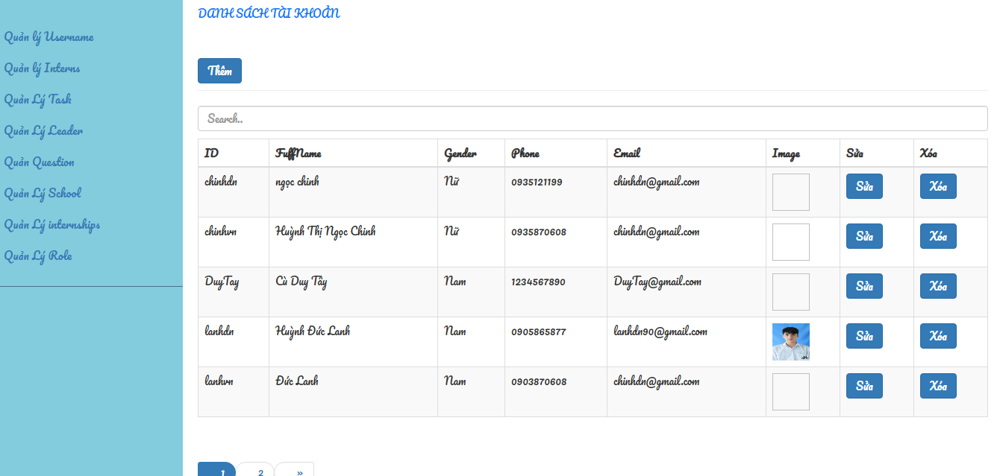 DANH SÁCH TÀI KHOẢN
Quản lý Username
Quản lý Interns
Quản Lý Task
Quản Lý Leader
Quản Question
Quản Lý School
Quản Lý internships
Quản Lý Role
Thêm
Search..
ID FuffName Gender Phone Email Image Sửa Xóa
chinhdn ngọc chinh Nữ 0935121199 chinhdn@gmail.com Sửa Xóa
chinhvn Huỳnh Thị Ngọc Chinh Nữ 0935870608 chinhdn@gmail.com Sửa Xóa
DuyTay Cù Duy Tây Nam 1234567890 DuyTay@gmail.com Sửa Xóa
lanhdn Huỳnh Đức Lanh Nam 0905865877 lanhdn90@gmail.com Sửa Xóa
lanhvn Đức Lanh Nam 0903870608 chinhdn@gmail.com Sửa Xóa
1 2 »